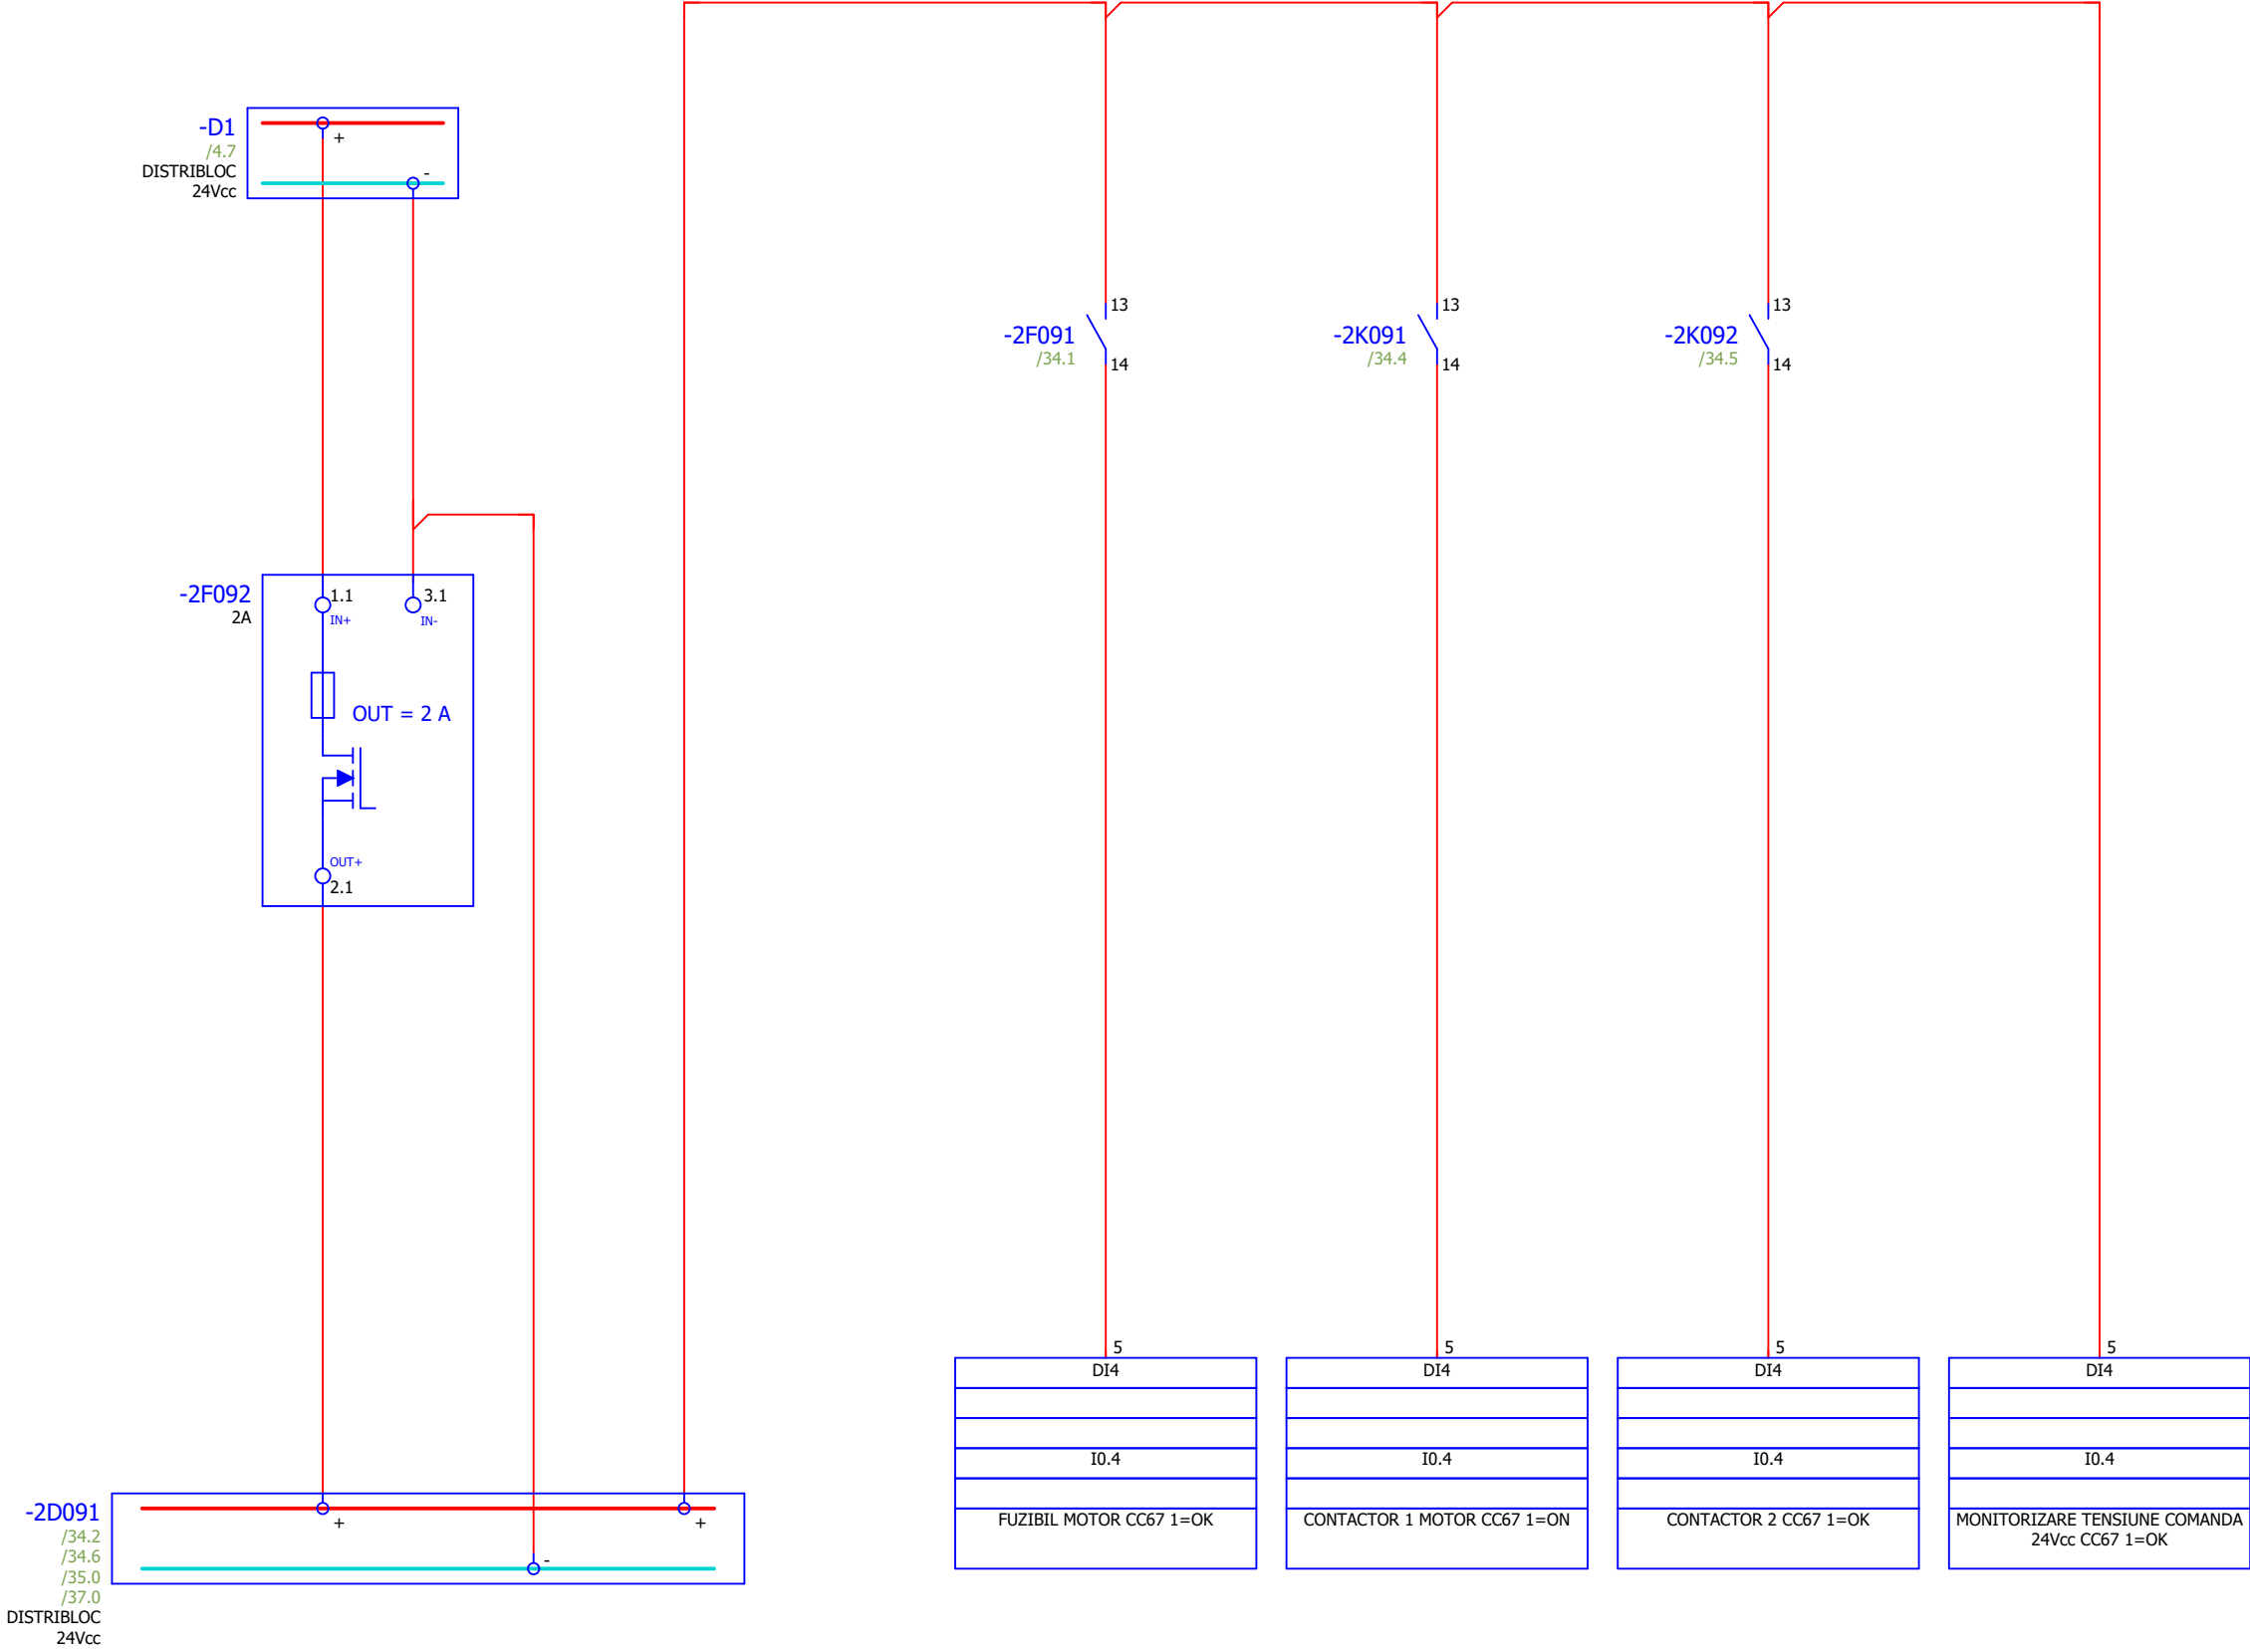 -D1
/4.7
DISTRIBLOC
24Vcc
+
-
-2F091
/34.1
13
14
-2K091
/34.4
13
14
-2K092
/34.5
13
14
-2F092
2A
1.1
IN+
3.1
IN-
OUT = 2 A
OUT+
2.1
5
DI4
I0.4
FUZIBIL MOTOR CC67 1=OK
5
DI4
I0.4
CONTACTOR 1 MOTOR CC67 1=ON
5
DI4
I0.4
CONTACTOR 2 CC67 1=OK
5
DI4
I0.4
MONITORIZARE TENSIUNE COMANDA
24Vcc CC67 1=OK
-2D091
/34.2
/34.6
/35.0
/37.0
DISTRIBLOC
24Vcc
+
-
+